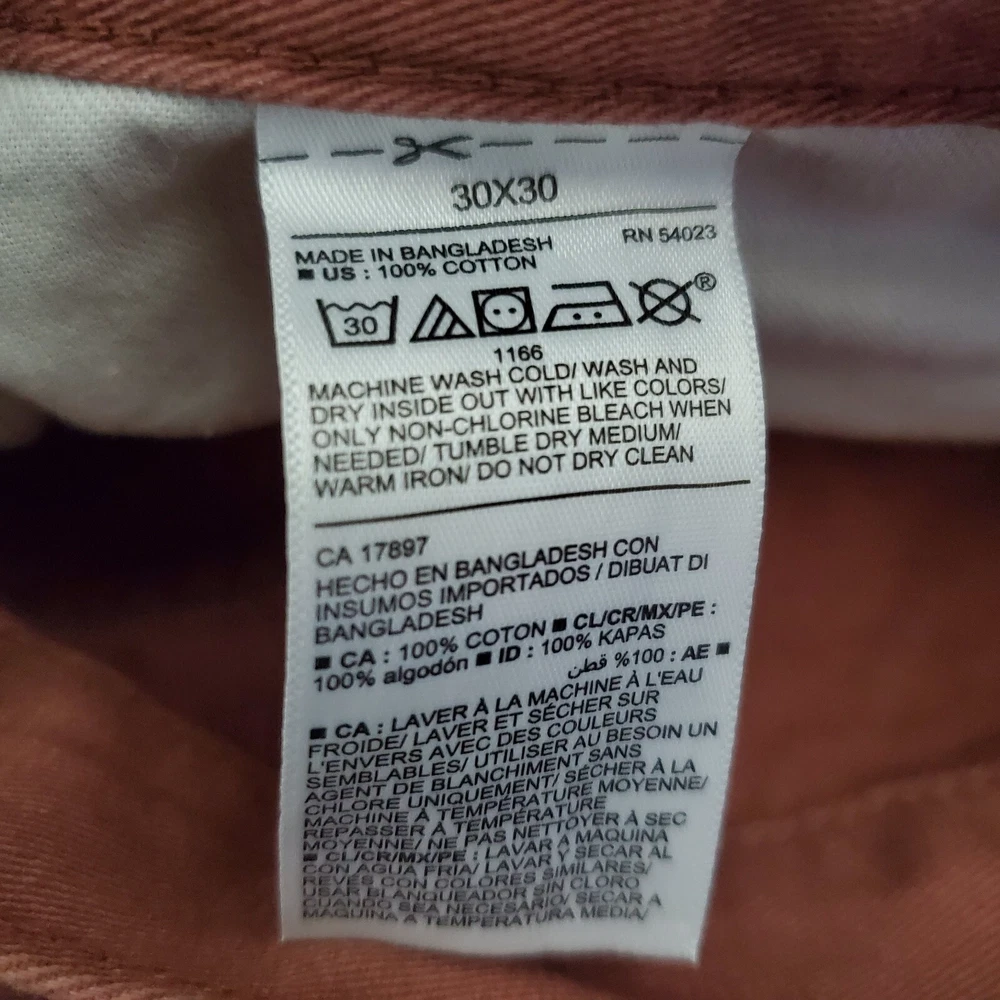 30X30
RN 54023
MADE IN BANGLADESH
■ US : 100% COTTON
30
®
1166
MACHINE WASH COLD/ WASH AND
DRY INSIDE OUT WITH LIKE COLORS/
ONLY NON-CHLORINE BLEACH WHEN
NEEDED/ TUMBLE DRY MEDIUM/
WARM IRON/ DO NOT DRY CLEAN
CA 17897
HECHO EN BANGLADESH CON
INSUMOS IMPORTADOS / DIBUAT DI
BANGLADESH
■ CA : 100% COTON ■ CL/CR/MX/PE :
100% algodón ■ ID : 100% KAPAS
■ AE : 100% قطن
■ CA : LAVER À LA MACHINE À L'EAU
FROIDE/ LAVER ET SÉCHER SUR
L'ENVERS AVEC DES COULEURS
SEMBLABLES/ UTILISER AU BESOIN UN
AGENT DE BLANCHIMENT SANS
CHLORE UNIQUEMENT/ SÉCHER À LA
MACHINE À TEMPÉRATURE MOYENNE/
REPASSER À TEMPÉRATURE
MOYENNE/ NE PAS NETTOYER À SEC
■ CL/CR/MX/PE : LAVAR A MAQUINA
CON AGUA FRIA/ LAVAR Y SECAR AL
REVÉS CON COLORES SIMILARES/
USAR BLANQUEADOR SIN CLORO
CUANDO SEA NECESARIO/ SECAR A
MAQUINA A TEMPERATURA MEDIA/